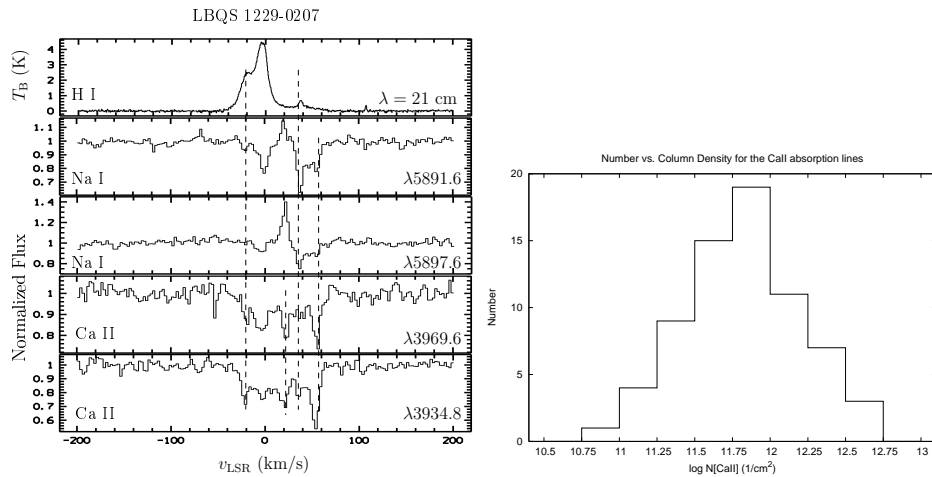 LBQS 1229-0207
T_B (K)
4
3
2
1
0
H I
λ = 21 cm
1.1
1
0.9
0.8
0.7
Na I
λ5891.6
1.4
1.2
1
0.8
Na I
λ5897.6
Normalized Flux
1
0.9
0.8
Ca II
λ3969.6
1
0.9
0.8
0.7
0.6
Ca II
λ3934.8
-200 -100 0 100 200
v_LSR (km/s)
Number vs. Column Density for the CaII absorption lines
20
15
10
5
0
Number
10.5 10.75 11 11.25 11.5 11.75 12 12.25 12.5 12.75 13
log N[CaII] (1/cm²)